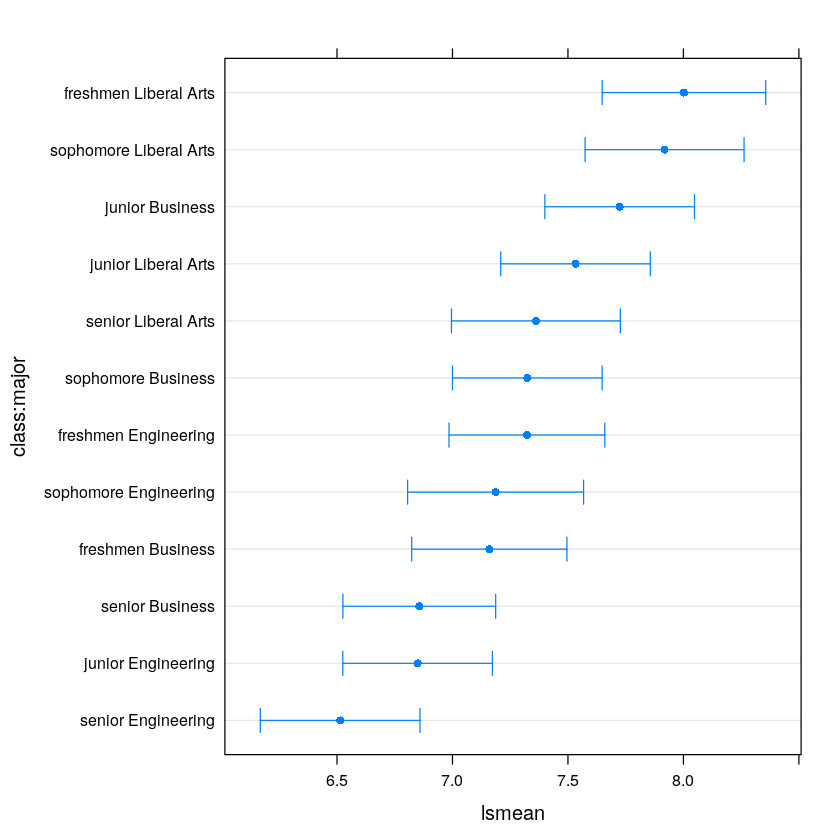 freshmen Liberal Arts
sophomore Liberal Arts
junior Business
junior Liberal Arts
senior Liberal Arts
sophomore Business
freshmen Engineering
sophomore Engineering
freshmen Business
senior Business
junior Engineering
senior Engineering
class:major
6.5 7.0 7.5 8.0
lsmean